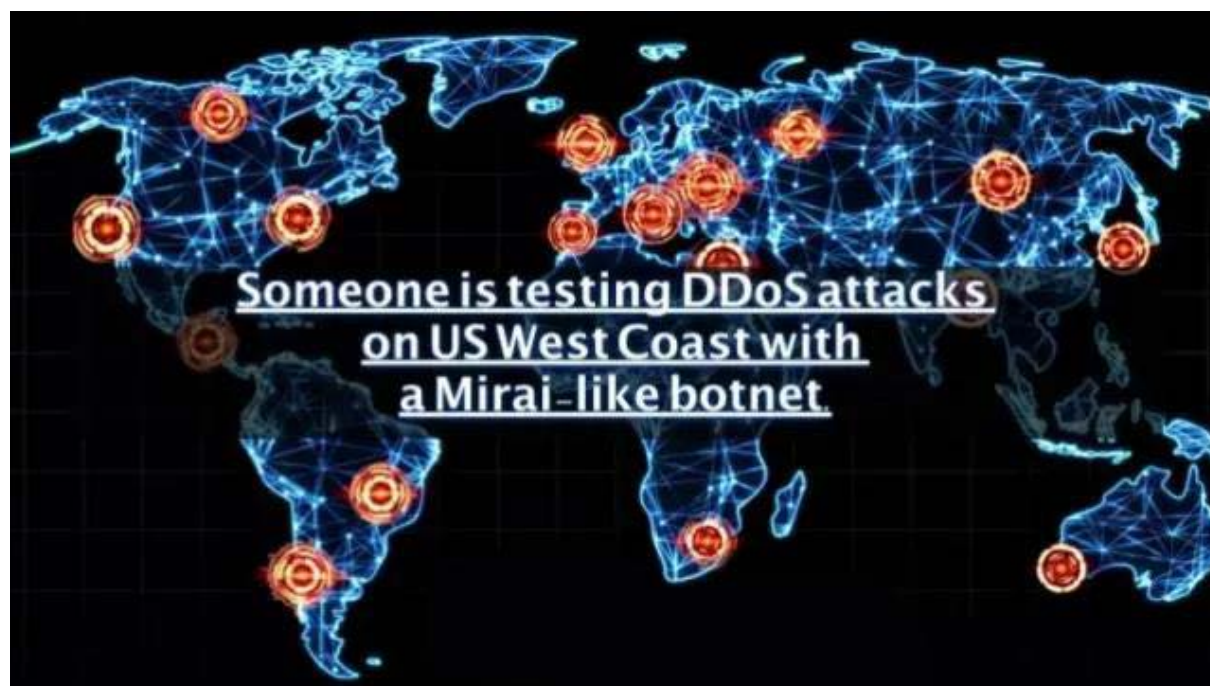 Someone is testing DDoS attacks
on US West Coast with
a Mirai-like botnet.